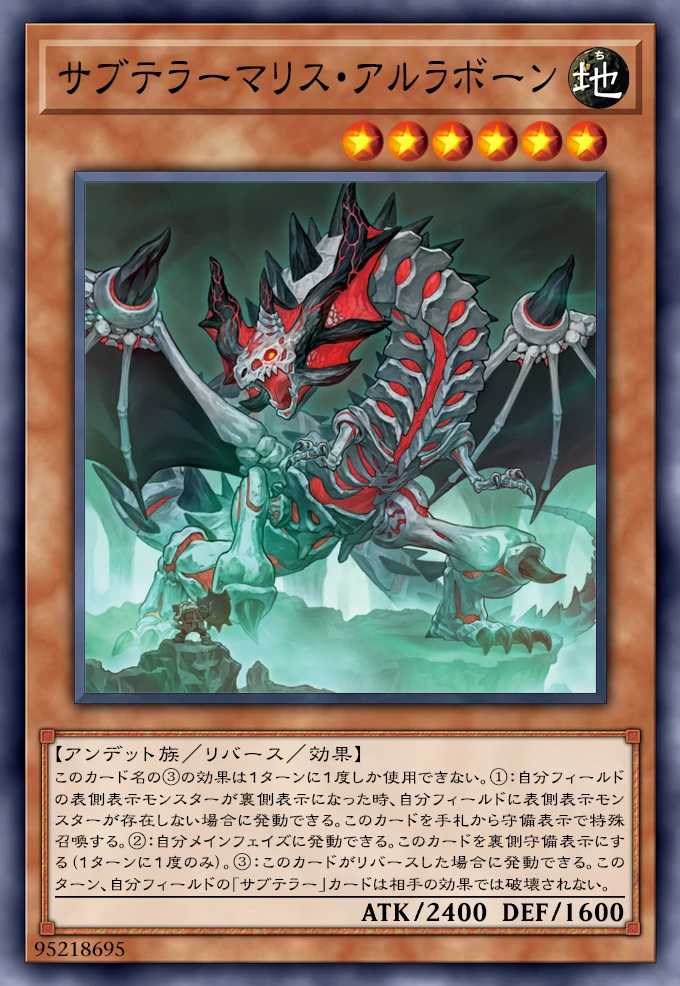 サブテラーマリス・アルラボーン
ち
地
【アンデット族／リバース／効果】
このカード名の③の効果は1ターンに1度しか使用できない。①：自分フィールド
の表側表示モンスターが裏側表示になった時、自分フィールドに表側表示モン
スターが存在しない場合に発動できる。このカードを手札から守備表示で特殊
召喚する。②：自分メインフェイズに発動できる。このカードを裏側守備表示にす
る（1ターンに1度のみ）。③：このカードがリバースした場合に発動できる。この
ターン、自分フィールドの「サブテラー」カードは相手の効果では破壊されない。
ATK/2400 DEF/1600
95218695